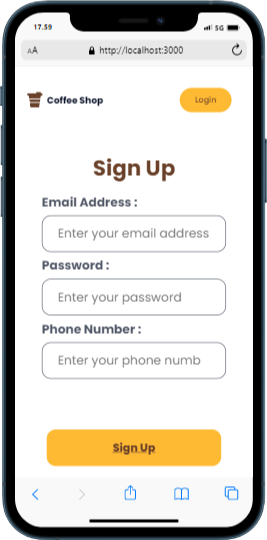 17.59
5G
AA
http://localhost:3000
Coffee Shop
Login
Sign Up
Email Address :
Enter your email address
Password :
Enter your password
Phone Number :
Enter your phone numb
Sign Up